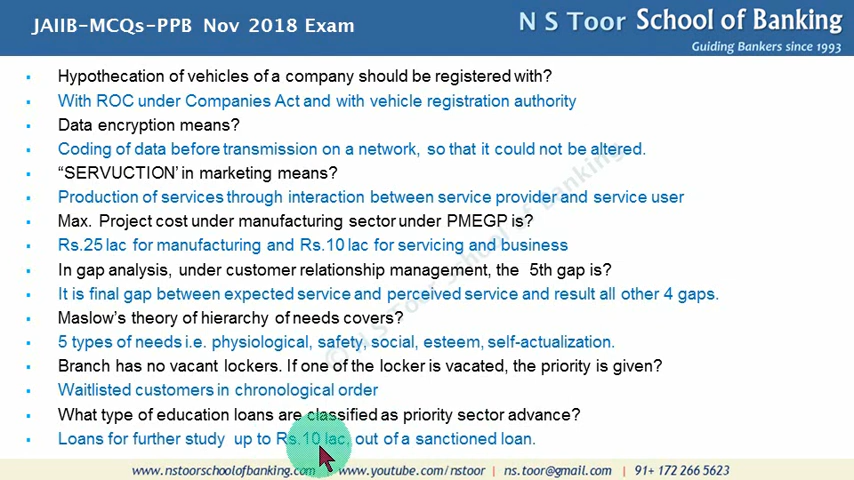 JAIIB-MCQs-PPB Nov 2018 Exam
N S Toor School of Banking
Guiding Bankers since 1993
Hypothecation of vehicles of a company should be registered with?
With ROC under Companies Act and with vehicle registration authority
Data encryption means?
Coding of data before transmission on a network, so that it could not be altered.
“SERVUCTION’ in marketing means?
Production of services through interaction between service provider and service user
Max. Project cost under manufacturing sector under PMEGP is?
Rs.25 lac for manufacturing and Rs.10 lac for servicing and business
In gap analysis, under customer relationship management, the 5th gap is?
It is final gap between expected service and perceived service and result all other 4 gaps.
Maslow’s theory of hierarchy of needs covers?
5 types of needs i.e. physiological, safety, social, esteem, self-actualization.
Branch has no vacant lockers. If one of the locker is vacated, the priority is given?
Waitlisted customers in chronological order
What type of education loans are classified as priority sector advance?
Loans for further study up to Rs.10 lac, out of a sanctioned loan.
© N S Toor School of Banking
www.nstoorschoolofbanking.com | www.youtube.com/nstoor | ns.toor@gmail.com | 91+ 172 266 5623